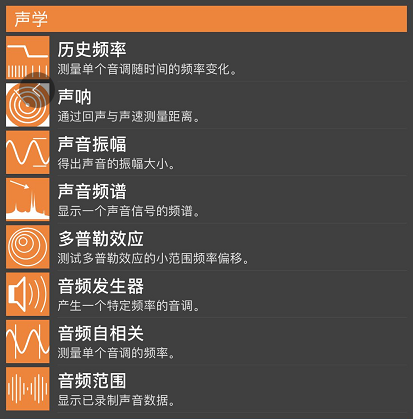 声学
历史频率
测量单个音调随时间的频率变化。
声呐
通过回声与声速测量距离。
声音振幅
得出声音的振幅大小。
声音频谱
显示一个声音信号的频谱。
多普勒效应
测试多普勒效应的小范围频率偏移。
音频发生器
产生一个特定频率的音调。
音频自相关
测量单个音调的频率。
音频范围
显示已录制声音数据。